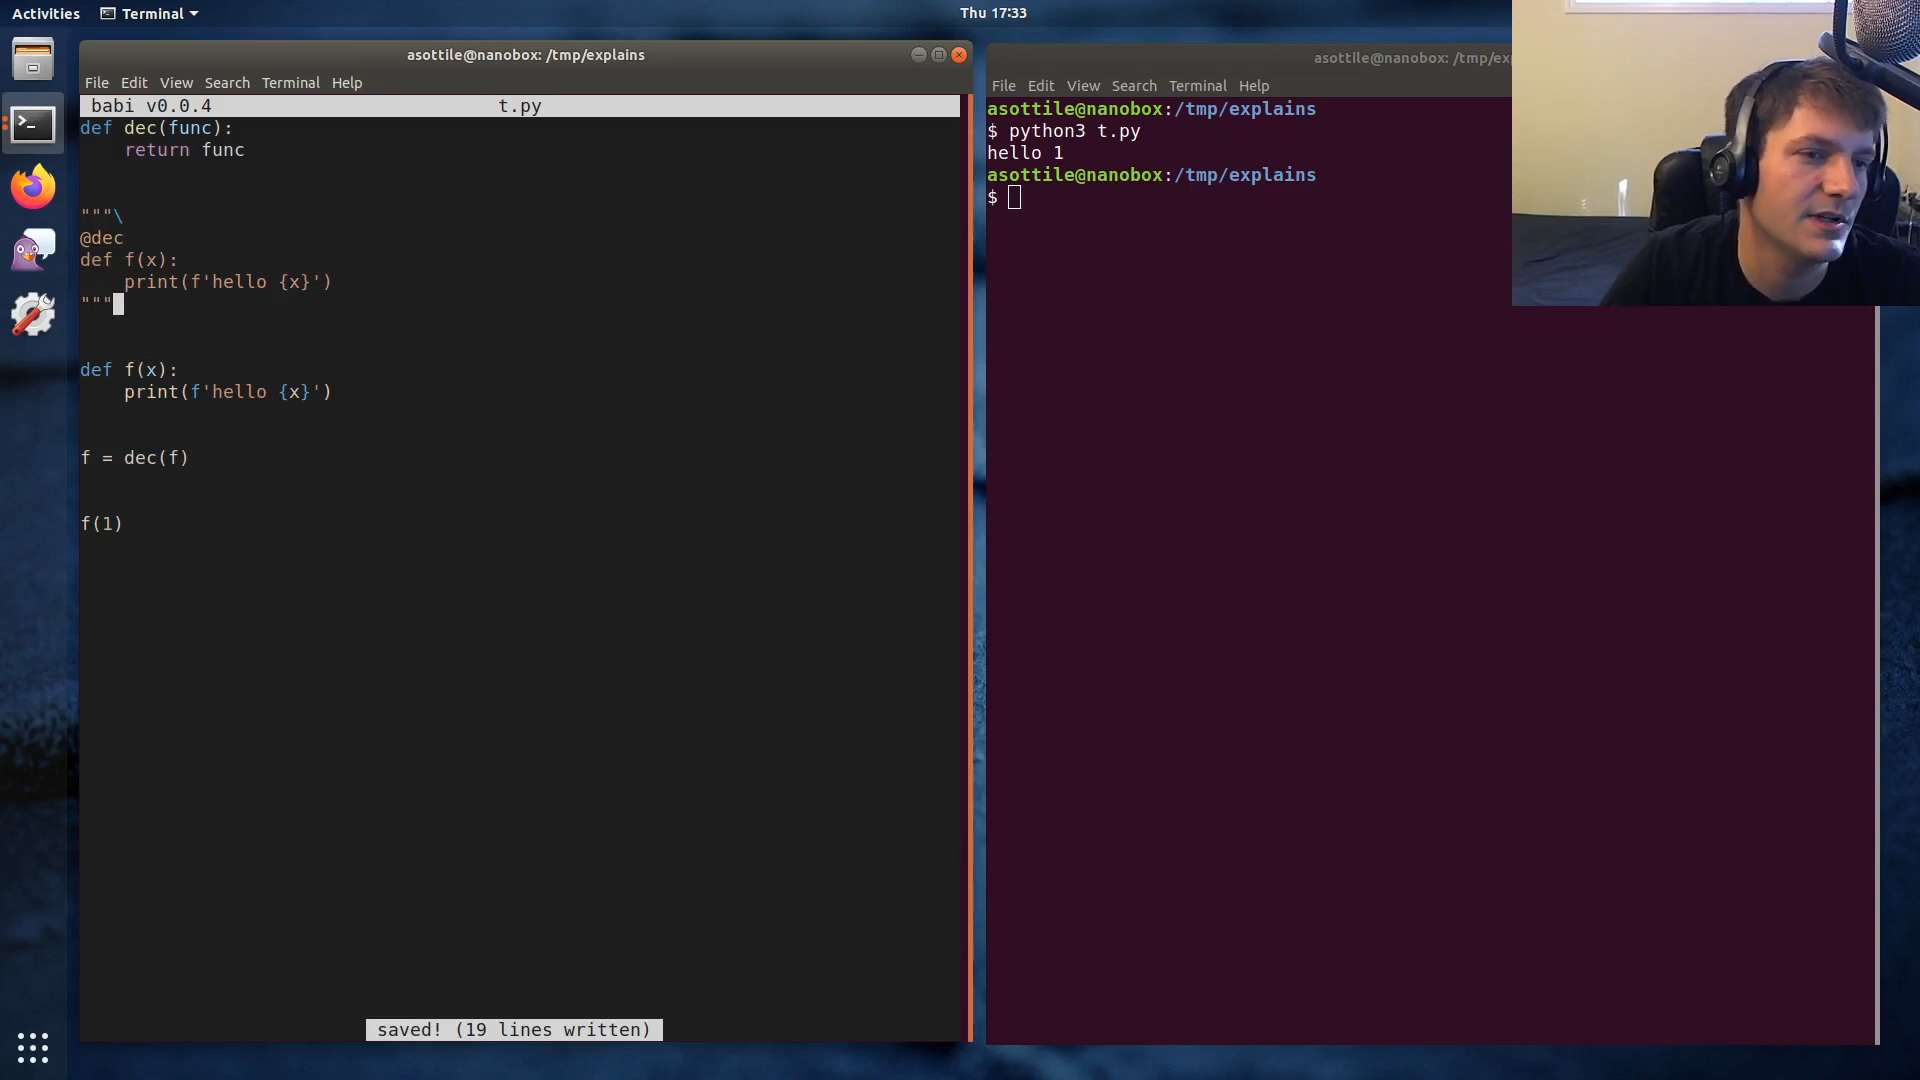 Activities Terminal Thu 17:33
asottile@nanobox: /tmp/explains
File Edit View Search Terminal Help
babi v0.0.4 t.py
def dec(func):
    return func
"""\
@dec
def f(x):
    print(f'hello {x}')
"""
def f(x):
    print(f'hello {x}')
f = dec(f)
f(1)
saved! (19 lines written)
asottile@nanobox: /tmp/ex
File Edit View Search Terminal Help
asottile@nanobox:/tmp/explains
$ python3 t.py
hello 1
asottile@nanobox:/tmp/explains
$